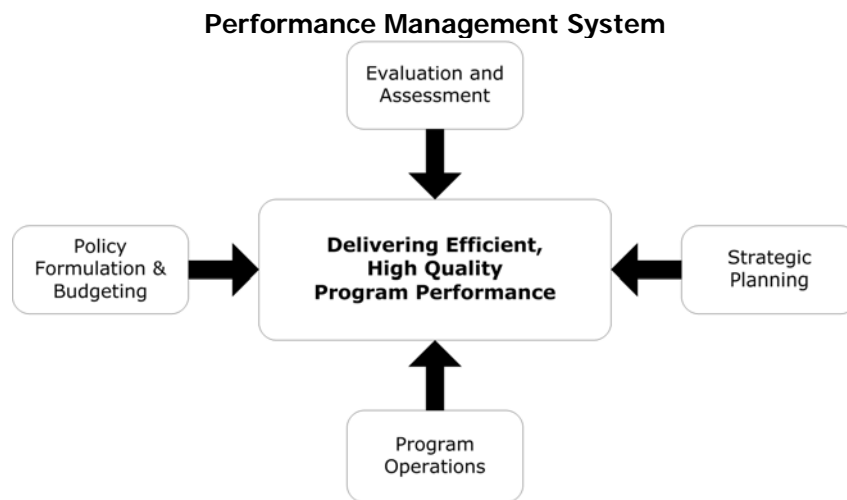 Performance Management System
Evaluation and
Assessment
Policy
Formulation &
Budgeting
Delivering Efficient,
High Quality
Program Performance
Strategic
Planning
Program
Operations